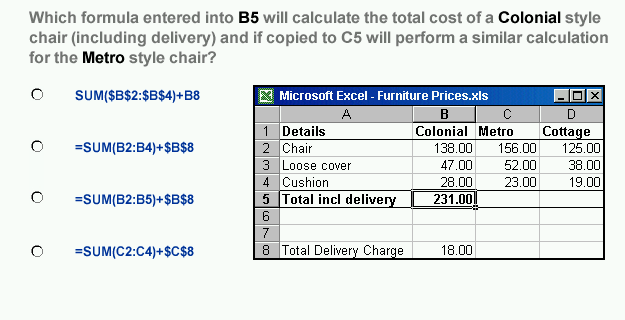 Which formula entered into B5 will calculate the total cost of a Colonial style
chair (including delivery) and if copied to C5 will perform a similar calculation
for the Metro style chair?
SUM($B$2:$B$4)+B8
=SUM(B2:B4)+$B$8
=SUM(B2:B5)+$B$8
=SUM(C2:C4)+$C$8
Microsoft Excel - Furniture Prices.xls
A B C D
1 Details Colonial Metro Cottage
2 Chair 138.00 156.00 125.00
3 Loose cover 47.00 52.00 38.00
4 Cushion 28.00 23.00 19.00
5 Total incl delivery 231.00
6
7
8 Total Delivery Charge 18.00